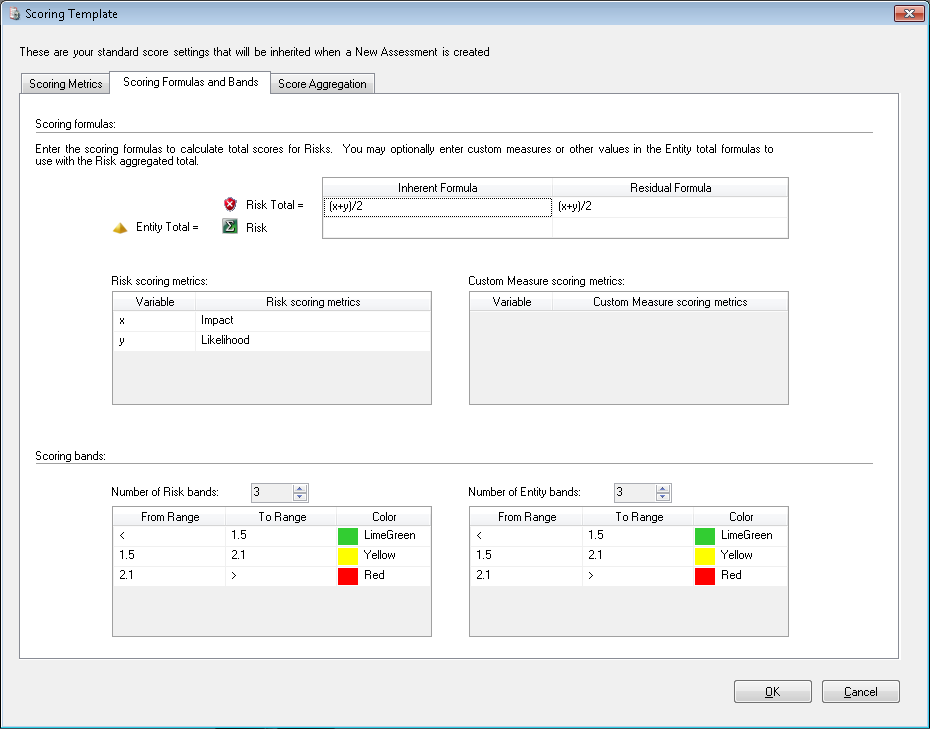 Scoring Template
These are your standard score settings that will be inherited when a New Assessment is created
Scoring Metrics Scoring Formulas and Bands Score Aggregation
Scoring formulas:
Enter the scoring formulas to calculate total scores for Risks. You may optionally enter custom measures or other values in the Entity total formulas to
use with the Risk aggregated total.
Inherent Formula Residual Formula
Risk Total = (x+y)/2 (x+y)/2
Entity Total = Σ Risk
Risk scoring metrics: Custom Measure scoring metrics:
Variable Risk scoring metrics Variable Custom Measure scoring metrics
x Impact
y Likelihood
Scoring bands:
Number of Risk bands: 3 Number of Entity bands: 3
From Range To Range Color From Range To Range Color
< 1.5 LimeGreen < 1.5 LimeGreen
1.5 2.1 Yellow 1.5 2.1 Yellow
2.1 > Red 2.1 > Red
OK Cancel